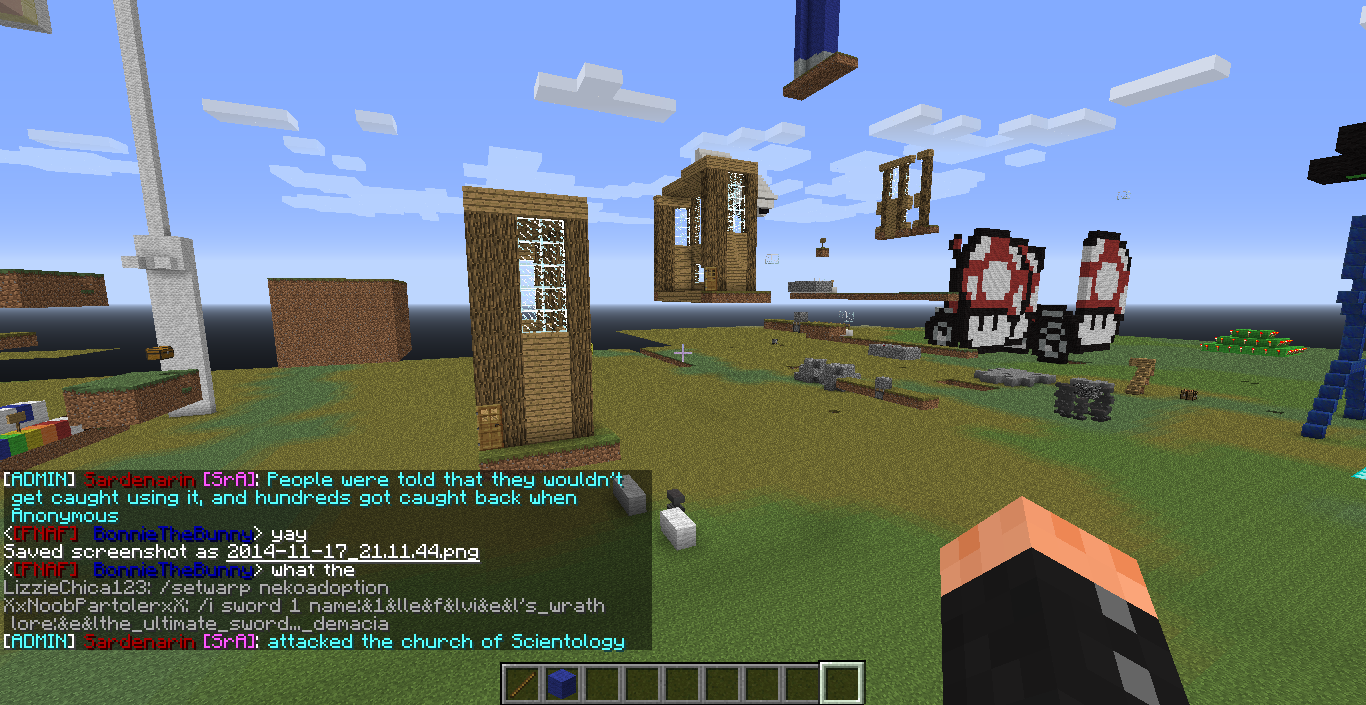 [ADMIN] Sardenarin [SrA]: People were told that they wouldn't
get caught using it, and hundreds got caught back when
Anonymous
<[FNAF] BonnieTheBunny> yay
Saved screenshot as 2014-11-17_21.11.44.png
<[FNAF] BonnieTheBunny> what the
LizzieChica123: /setwarp nekoadoption
XxNoobPartolerxX: /i sword 1 name:&1&lle&f&lvi&e&l's_wrath
lore:&e&lthe_ultimate_sword..._demacia
[ADMIN] Sardenarin [SrA]: attacked the church of Scientology